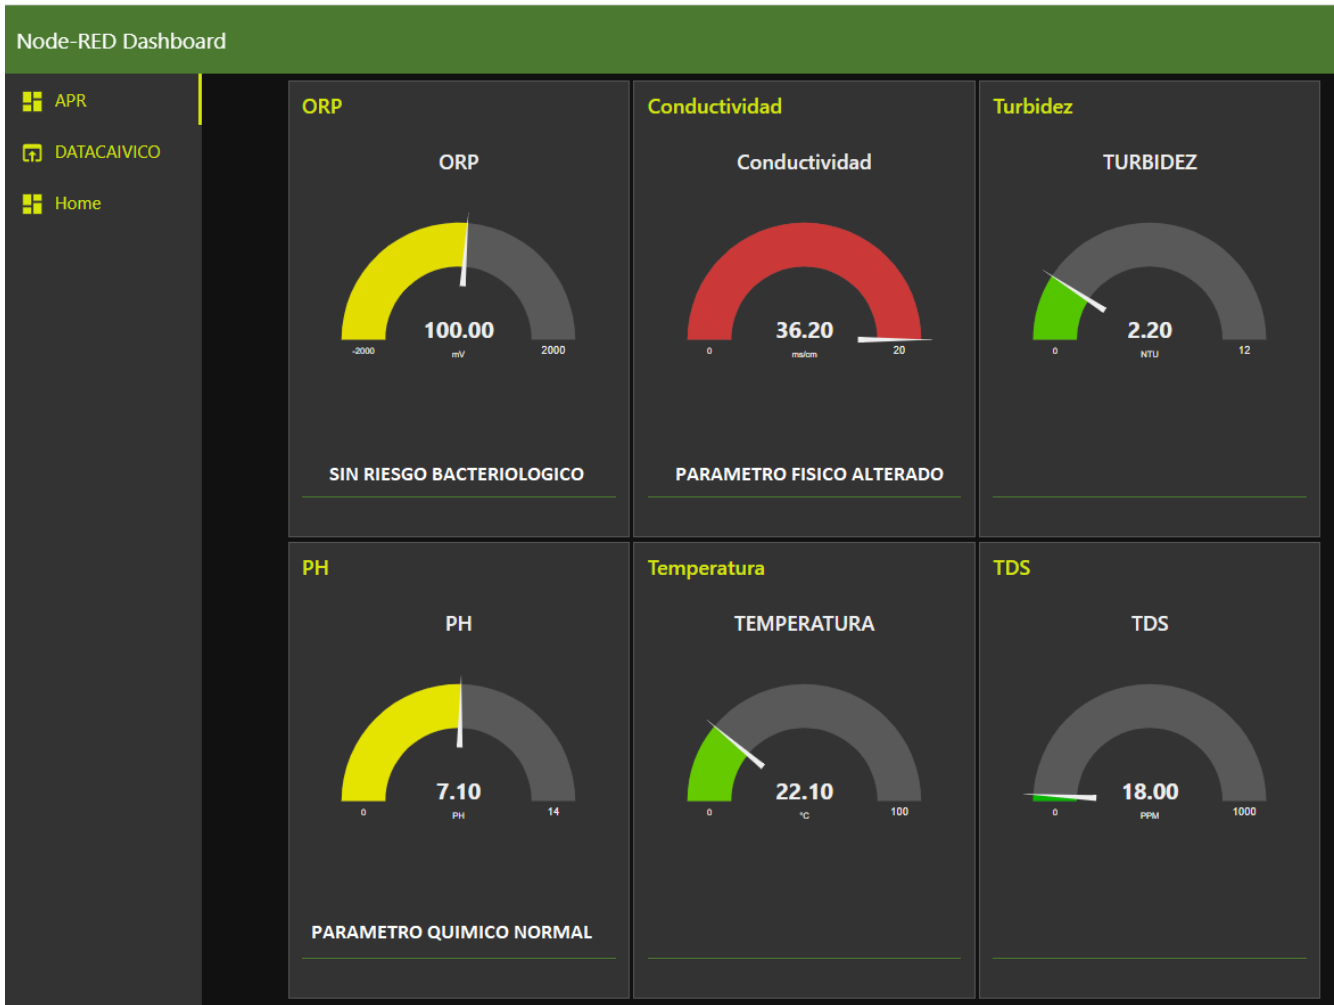 Node-RED Dashboard
APR
DATACAIVICO
Home
ORP
ORP
100.00
mV
-2000
2000
SIN RIESGO BACTERIOLOGICO
Conductividad
Conductividad
36.20
ms/cm
0
20
PARAMETRO FISICO ALTERADO
Turbidez
TURBIDEZ
2.20
NTU
0
12
PH
PH
7.10
PH
0
14
PARAMETRO QUIMICO NORMAL
Temperatura
TEMPERATURA
22.10
°C
0
100
TDS
TDS
18.00
PPM
0
1000